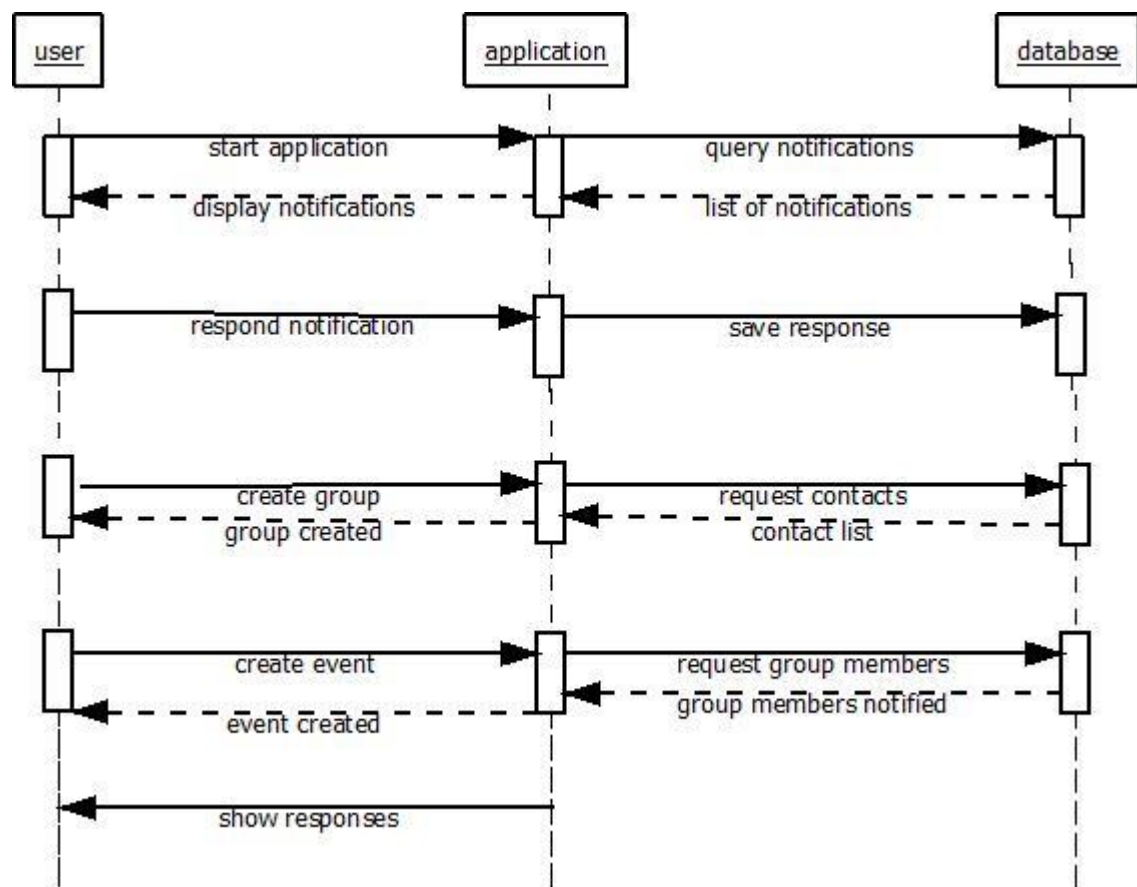 user
application
database
start application
query notifications
display notifications
list of notifications
respond notification
save response
create group
request contacts
group created
contact list
create event
request group members
group members notified
event created
show responses